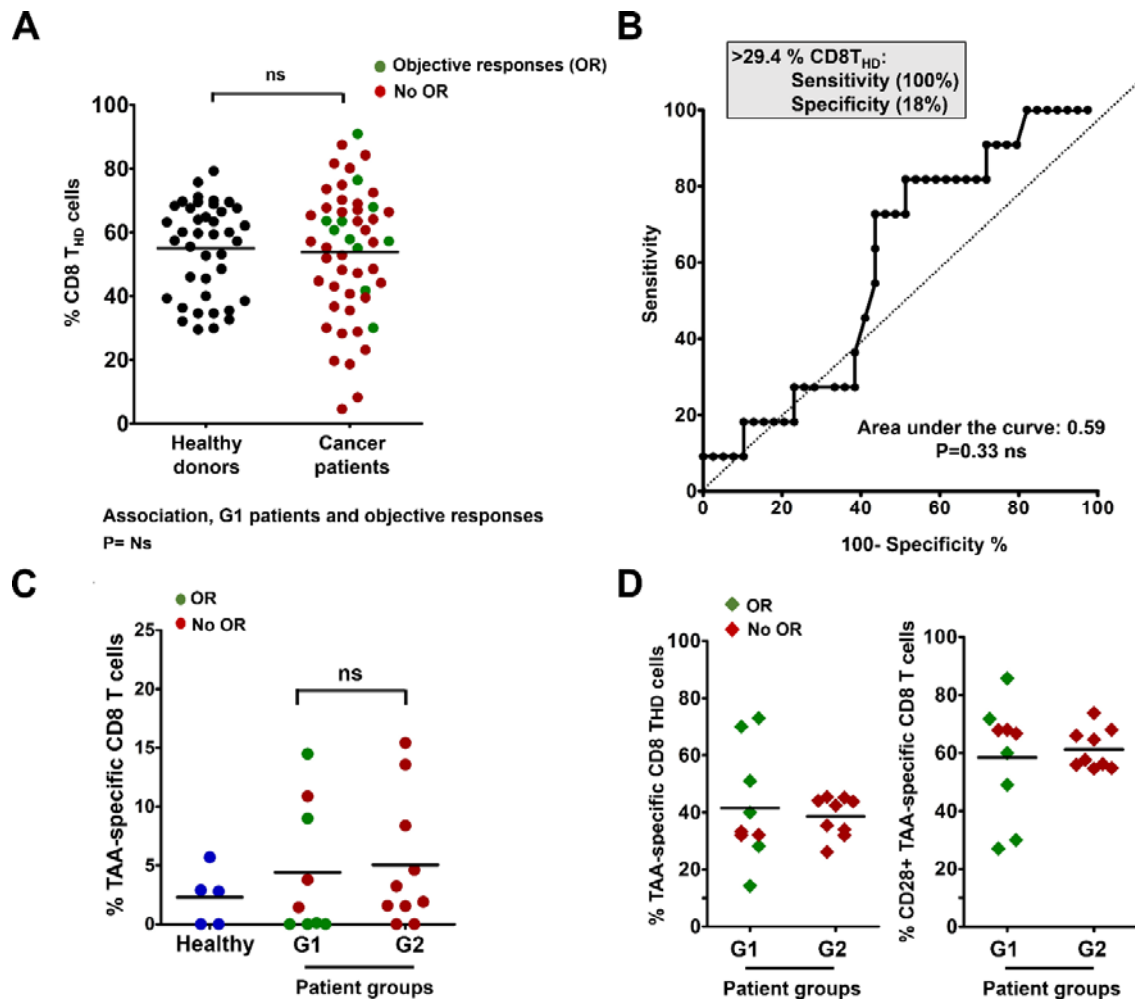 A
ns
Objective responses (OR)
No OR
% CD8 T_HD cells
100
80
60
40
20
0
Healthy
donors
Cancer
patients
Association, G1 patients and objective responses
P= Ns
B
>29.4 % CD8T_HD:
Sensitivity (100%)
Specificity (18%)
Sensitivity
100
80
60
40
20
0
Area under the curve: 0.59
P=0.33 ns
0 20 40 60 80 100
100- Specificity %
C
OR
No OR
ns
% TAA-specific CD8 T cells
25
20
15
10
5
0
Healthy G1 G2
Patient groups
D
OR
No OR
% TAA-specific CD8 THD cells
100
80
60
40
20
0
G1 G2
Patient groups
% CD28+ TAA-specific CD8 T
100
80
60
40
20
0
G1 G2
Patient groups